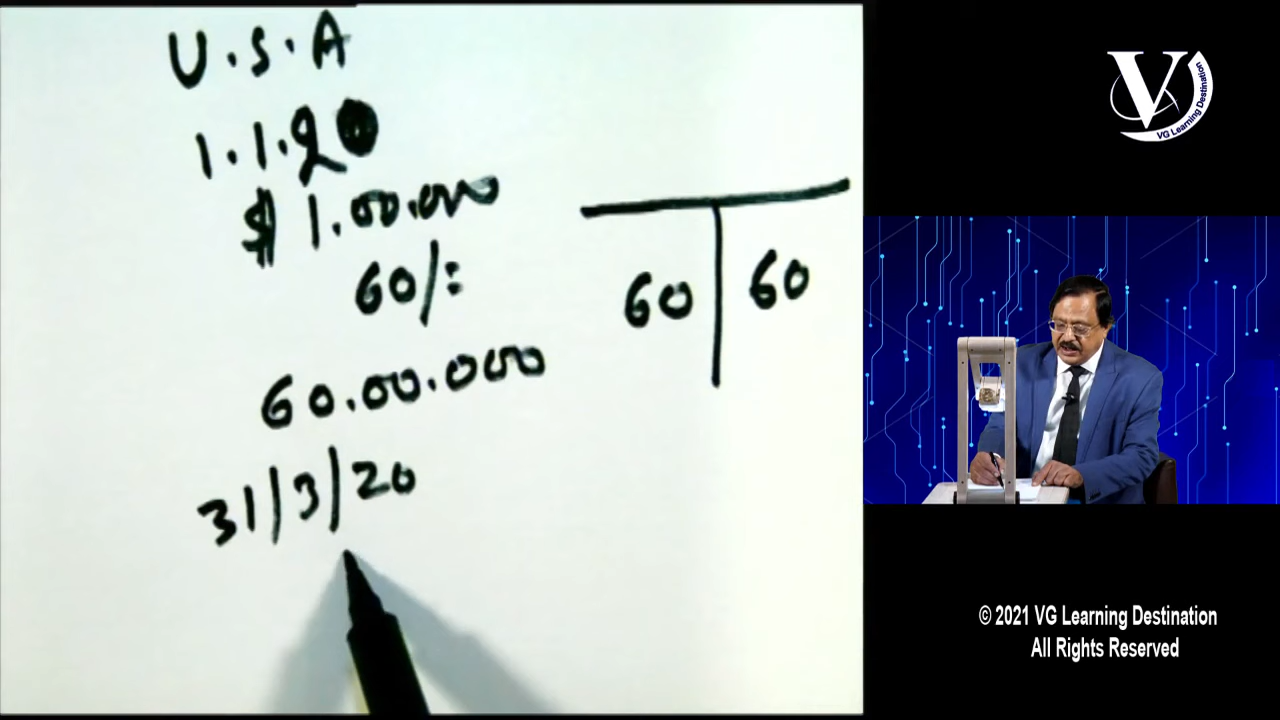 U.S.A
1.1.20
$ 1.00.000
60/:
60.00.000
31/3/20
60 60
V
VG Learning Destination
© 2021 VG Learning Destination
All Rights Reserved